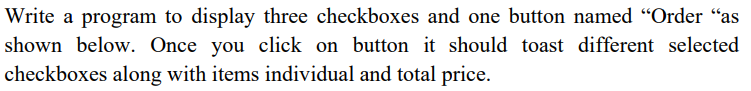 Write a program to display three checkboxes and one button named “Order “as
shown below. Once you click on button it should toast different selected
checkboxes along with items individual and total price.